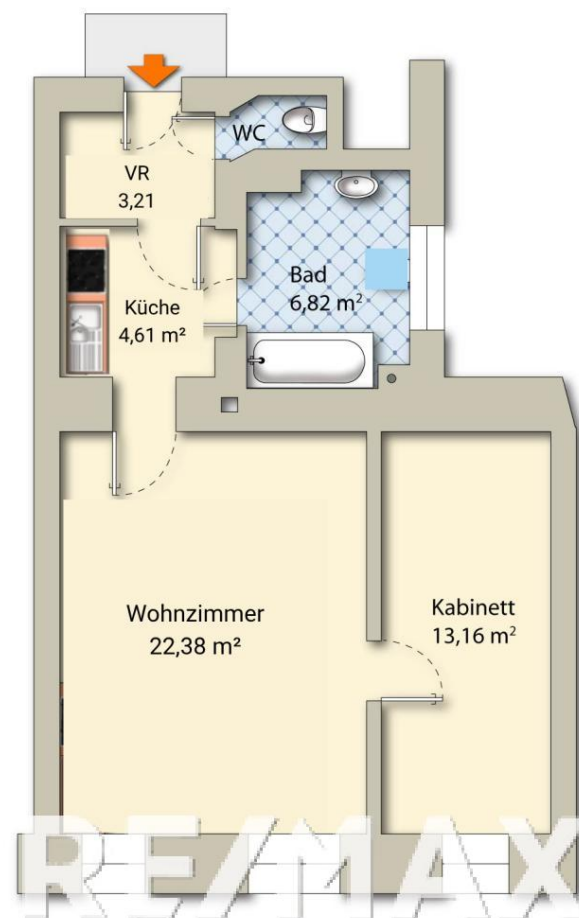 WC
VR
3,21
Bad
6,82 m²
Küche
4,61 m²
Wohnzimmer
22,38 m²
Kabinett
13,16 m²
RE/MAX